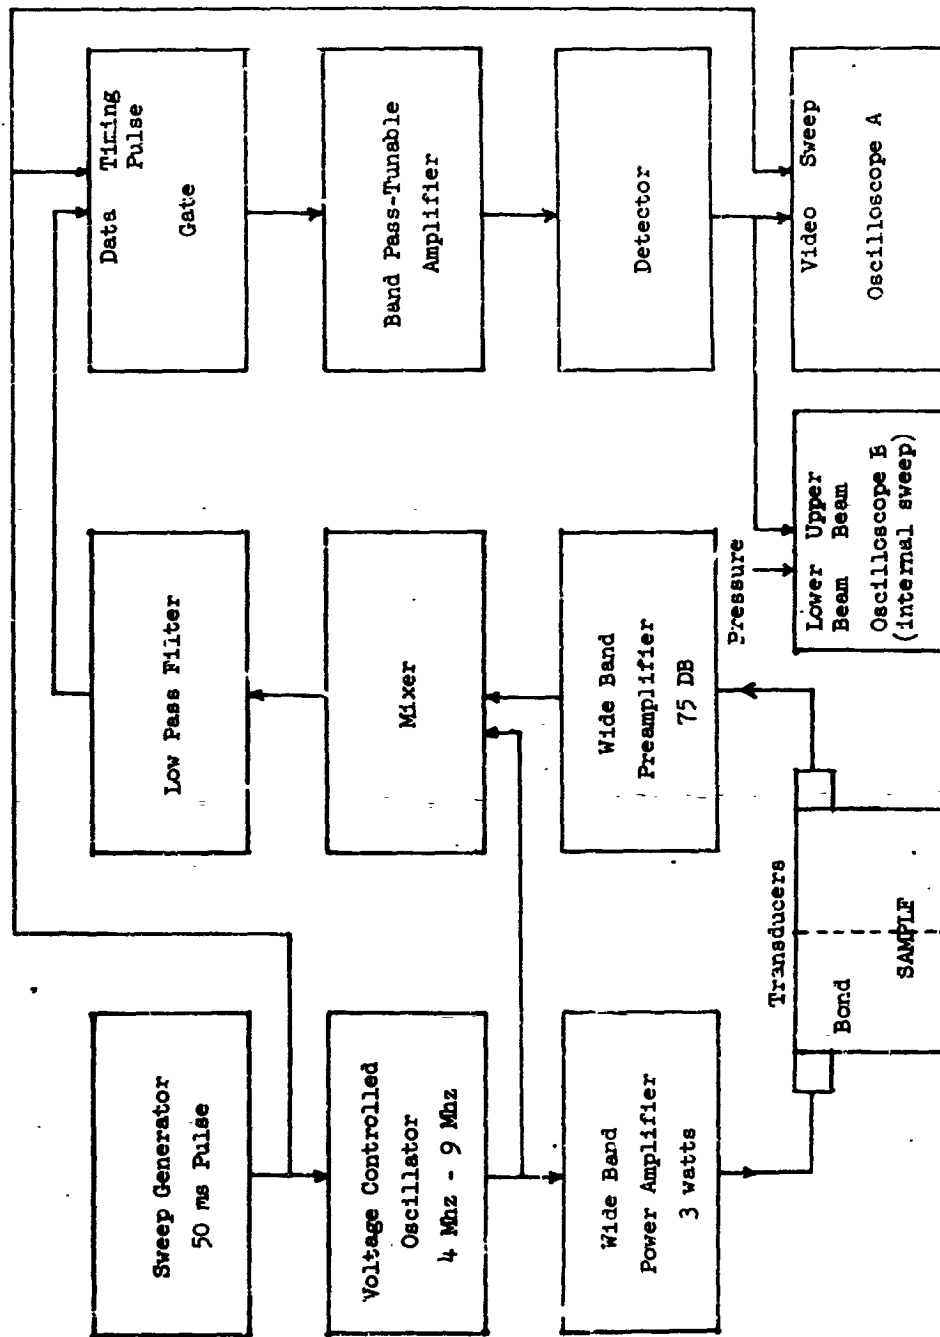 Sweep Generator
50 ms Pulse
Voltage Controlled
Oscillator
4 Mhz - 9 Mhz
Wide Band
Power Amplifier
3 watts
Transducers
Bond
SAMPLF
Low Pass Filter
Mixer
Wide Band
Preamplifier
75 DB
Pressure
Lower Upper
Beam Beam
Oscilloscope B
(internal sweep)
Data Timing
Pulse
Gate
Band Pass-Tunable
Amplifier
Detector
Video Sweep
Oscilloscope A